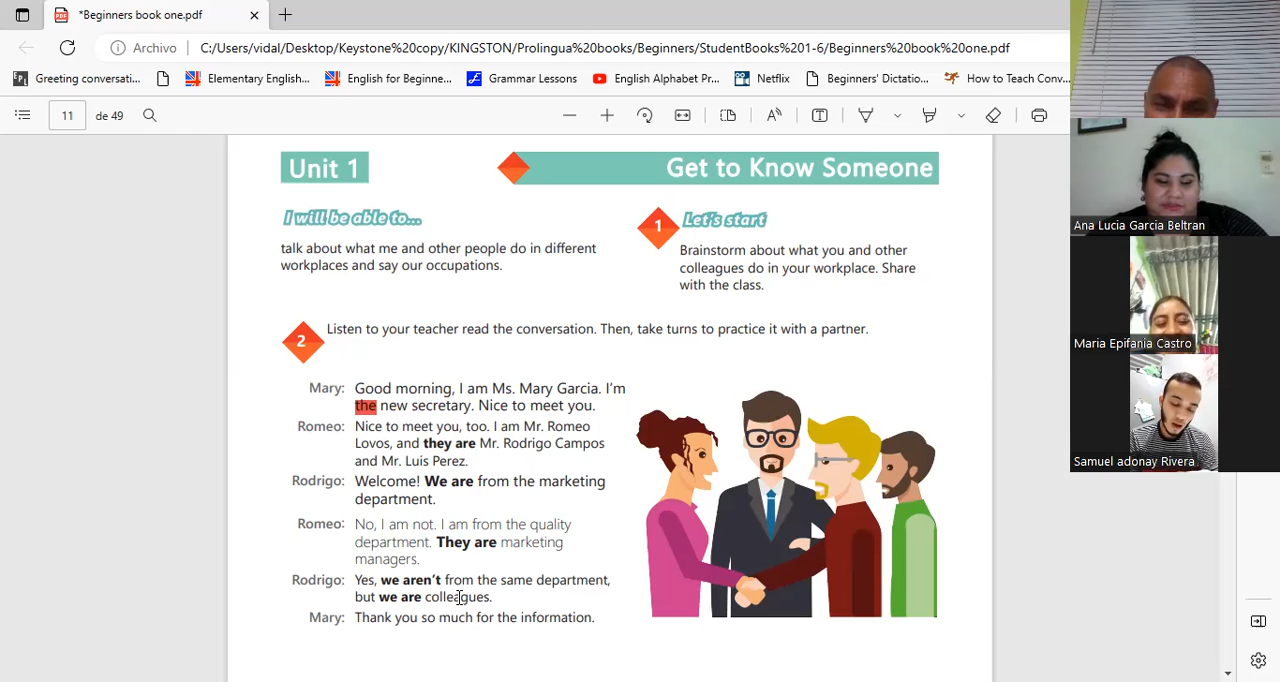 *Beginners book one.pdf
Archivo
C:/Users/vidal/Desktop/Keystone%20copy/KINGSTON/Prolingua%20books/Beginners/StudentBooks%201-6/Beginners%20book%20one.pdf
Greeting conversati...
Elementary English...
English for Beginne...
Grammar Lessons
English Alphabet Pr...
Netflix
Beginners' Dictatio...
How to Teach Conv...
11
de 49
Unit 1
Get to Know Someone
I will be able to...
talk about what me and other people do in different
workplaces and say our occupations.
1
Let's start
Brainstorm about what you and other
colleagues do in your workplace. Share
with the class.
2
Listen to your teacher read the conversation. Then, take turns to practice it with a partner.
Mary: Good morning, I am Ms. Mary Garcia. I'm
the new secretary. Nice to meet you.
Romeo: Nice to meet you, too. I am Mr. Romeo
Lovos, and they are Mr. Rodrigo Campos
and Mr. Luis Perez.
Rodrigo: Welcome! We are from the marketing
department.
Romeo: No, I am not. I am from the quality
department. They are marketing
managers.
Rodrigo: Yes, we aren't from the same department,
but we are colleagues.
Mary: Thank you so much for the information.
Ana Lucia Garcia Beltran
Maria Epifania Castro
Samuel adonay Rivera